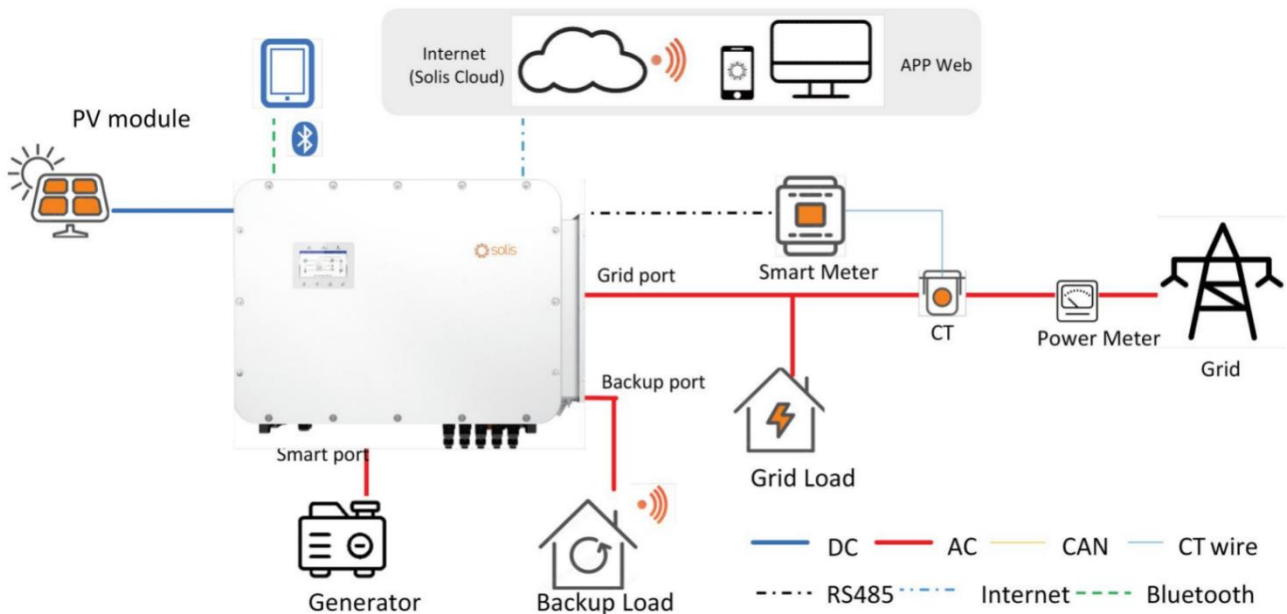 Internet
(Solis Cloud)
APP Web
PV module
solis
Smart Meter
Grid port
CT
Power Meter
Grid
Backup port
Smart port
Grid Load
Generator
Backup Load
DC
AC
CAN
CT wire
RS485
Internet
Bluetooth